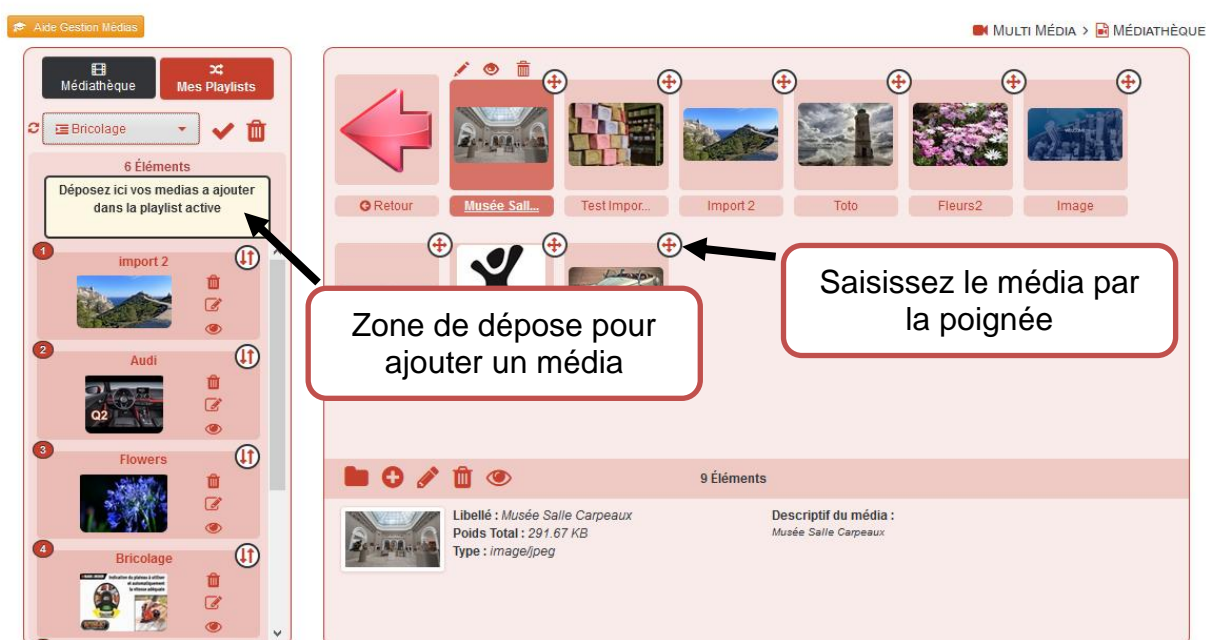 Aide Gestion Médias
MULTI MÉDIA > MÉDIATHÈQUE
Médiathèque
Mes Playlists
Bricolage
6 Éléments
Déposez ici vos medias a ajouter
dans la playlist active
1
import 2
2
Audi
Q2
3
Flowers
4
Bricolage
Retour
Musée Sall...
Test Impor...
Import 2
Toto
Fleurs2
Image
Zone de dépose pour
ajouter un média
Saisissez le média par
la poignée
9 Éléments
Libellé : Musée Salle Carpeaux
Poids Total : 291.67 KB
Type : image/jpeg
Descriptif du média :
Musée Salle Carpeaux